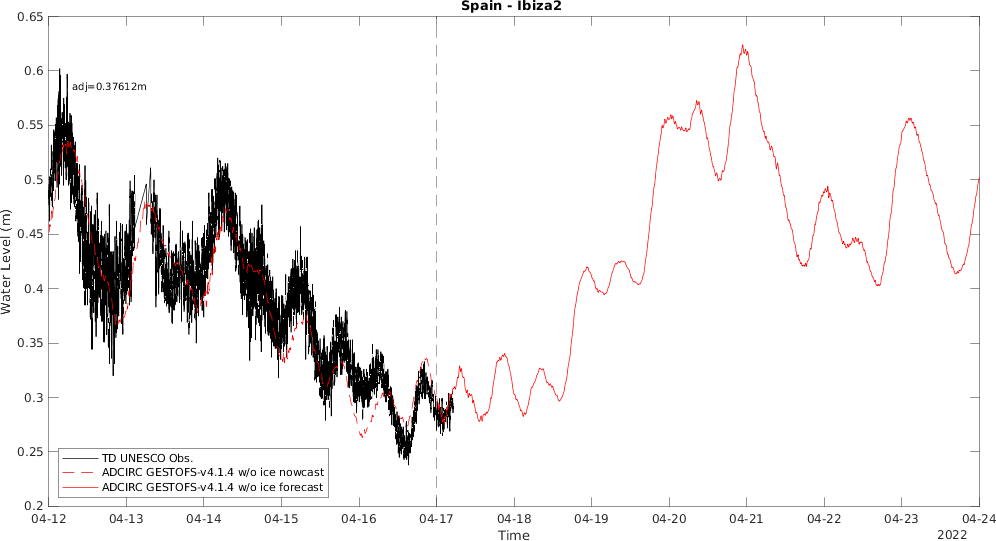 Spain - Ibiza2
0.65
0.6
adj=0.37612m
0.55
0.5
0.45
0.4
0.35
0.3
0.25
0.2
Water Level (m)
TD UNESCO Obs.
ADCIRC GESTOFS-v4.1.4 w/o ice nowcast
ADCIRC GESTOFS-v4.1.4 w/o ice forecast
04-12 04-13 04-14 04-15 04-16 04-17 04-18 04-19 04-20 04-21 04-22 04-23 04-24
Time
2022